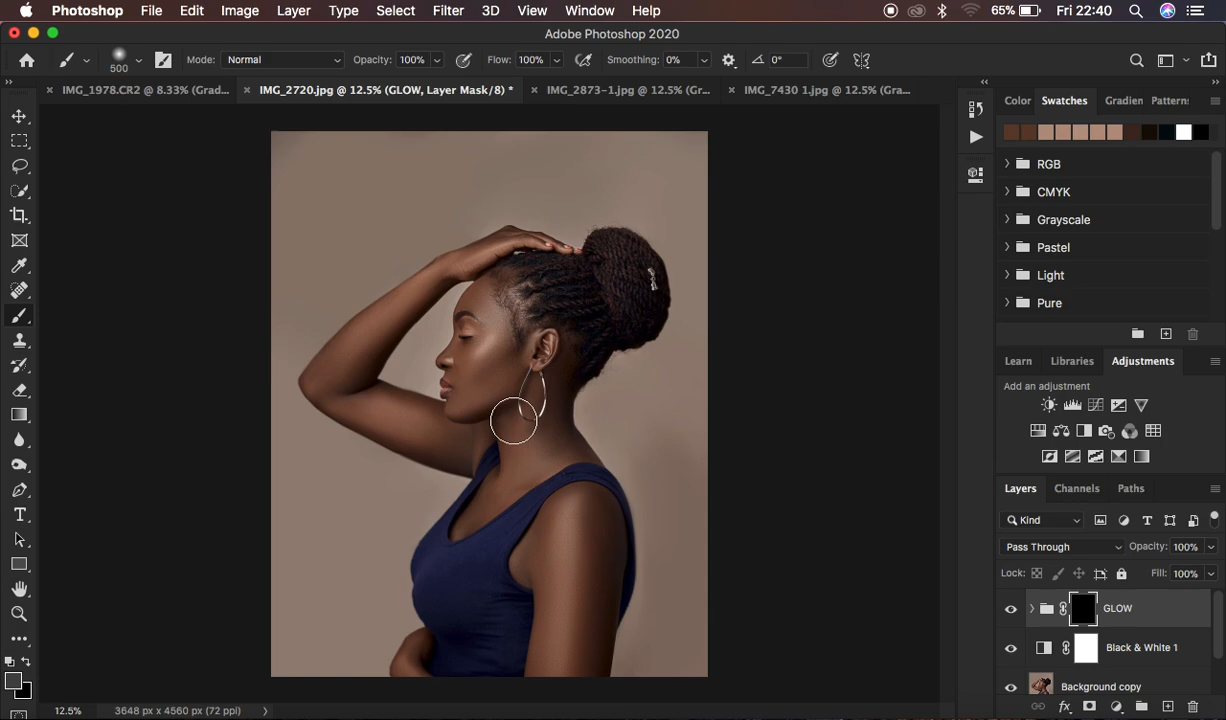 Photoshop File Edit Image Layer Type Select Filter 3D View Window Help 65% Fri 22:40
Adobe Photoshop 2020
500 Mode: Normal Opacity: 100% Flow: 100% Smoothing: 0% 0°
IMG_1978.CR2 @ 8.33% (Grad... IMG_2720.jpg @ 12.5% (GLOW, Layer Mask/8) * IMG_2873-1.jpg @ 12.5% (Gr... IMG_7430 1.jpg @ 12.5% (Gra...
Color Swatches Gradien Pattern:
RGB
CMYK
Grayscale
Pastel
Light
Pure
Learn Libraries Adjustments
Add an adjustment
Layers Channels Paths
Kind
Pass Through Opacity: 100%
Lock: Fill: 100%
GLOW
Black & White 1
Background copy
12.5% 3648 px x 4560 px (72 ppi)